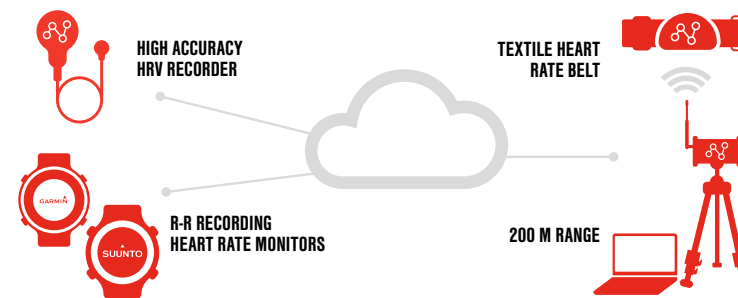 HIGH ACCURACY
HRV RECORDER
TEXTILE HEART
RATE BELT
GARMIN
SUUNTO
R-R RECORDING
HEART RATE MONITORS
200 M RANGE